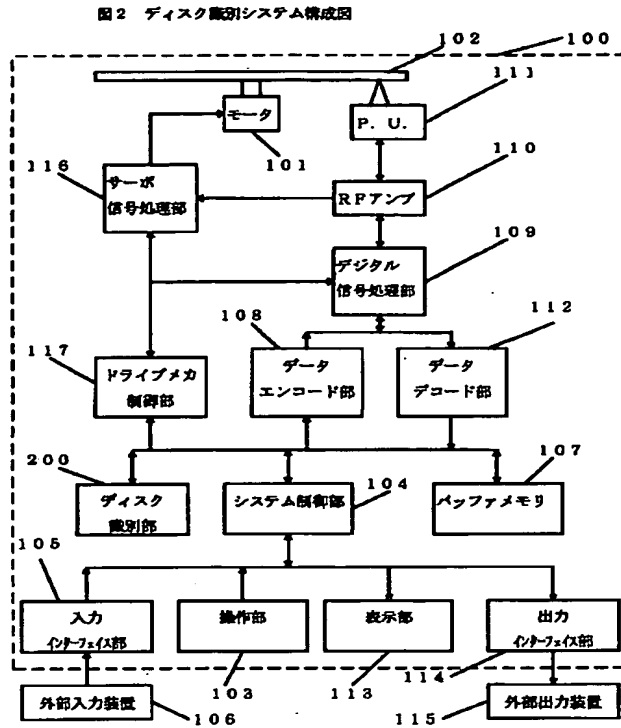 図2 ディスク識別システム構成図
102
100
111
モータ
P. U.
101
116
110
サーボ
信号処理部
RFアンプ
109
デジタル
信号処理部
108
112
117
ドライブメカ
制御部
データ
エンコード部
データ
デコード部
200
104
107
ディスク
識別部
システム制御部
バッファメモリ
105
入力
インターフェイス部
操作部
表示部
出力
インターフェイス部
103
113
114
外部入力装置
106
115
外部出力装置